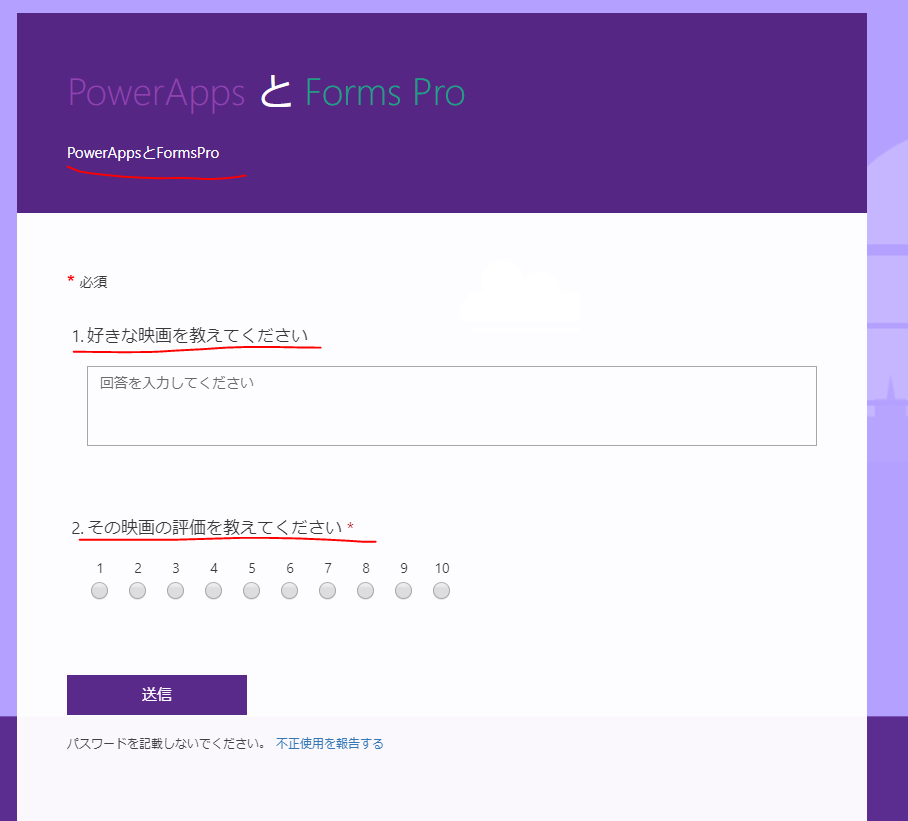 PowerApps と Forms Pro
PowerAppsとFormsPro
* 必須
1. 好きな映画を教えてください
回答を入力してください
2. その映画の評価を教えてください *
1 2 3 4 5 6 7 8 9 10
送信
パスワードを記載しないでください。 不正使用を報告する